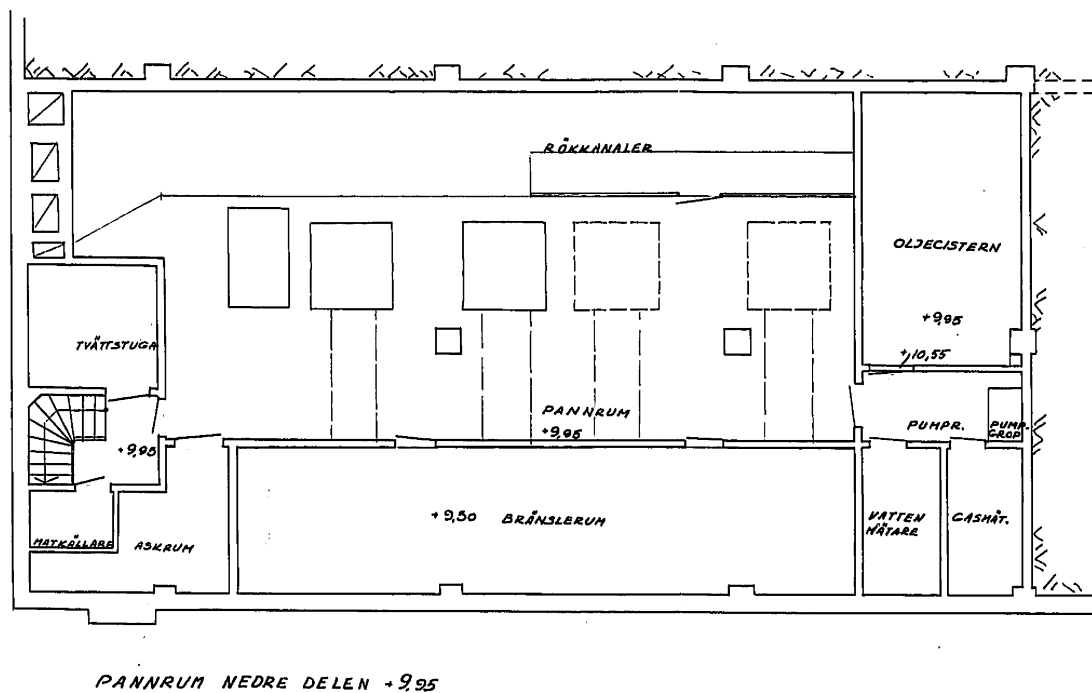 RÖKKANALER
OLJECISTERN
+9,95
+10,55
TVÄTTSTUGA
PANNRUM
+9,95
PUMPR.
PUMP.
GROP
+9,95
+9,50 BRÄNSLERUM
VATTEN
MÄTARE
GASMÄT.
MATKÄLLARE
ASKRUM
PANNRUM NEDRE DELEN +9,95